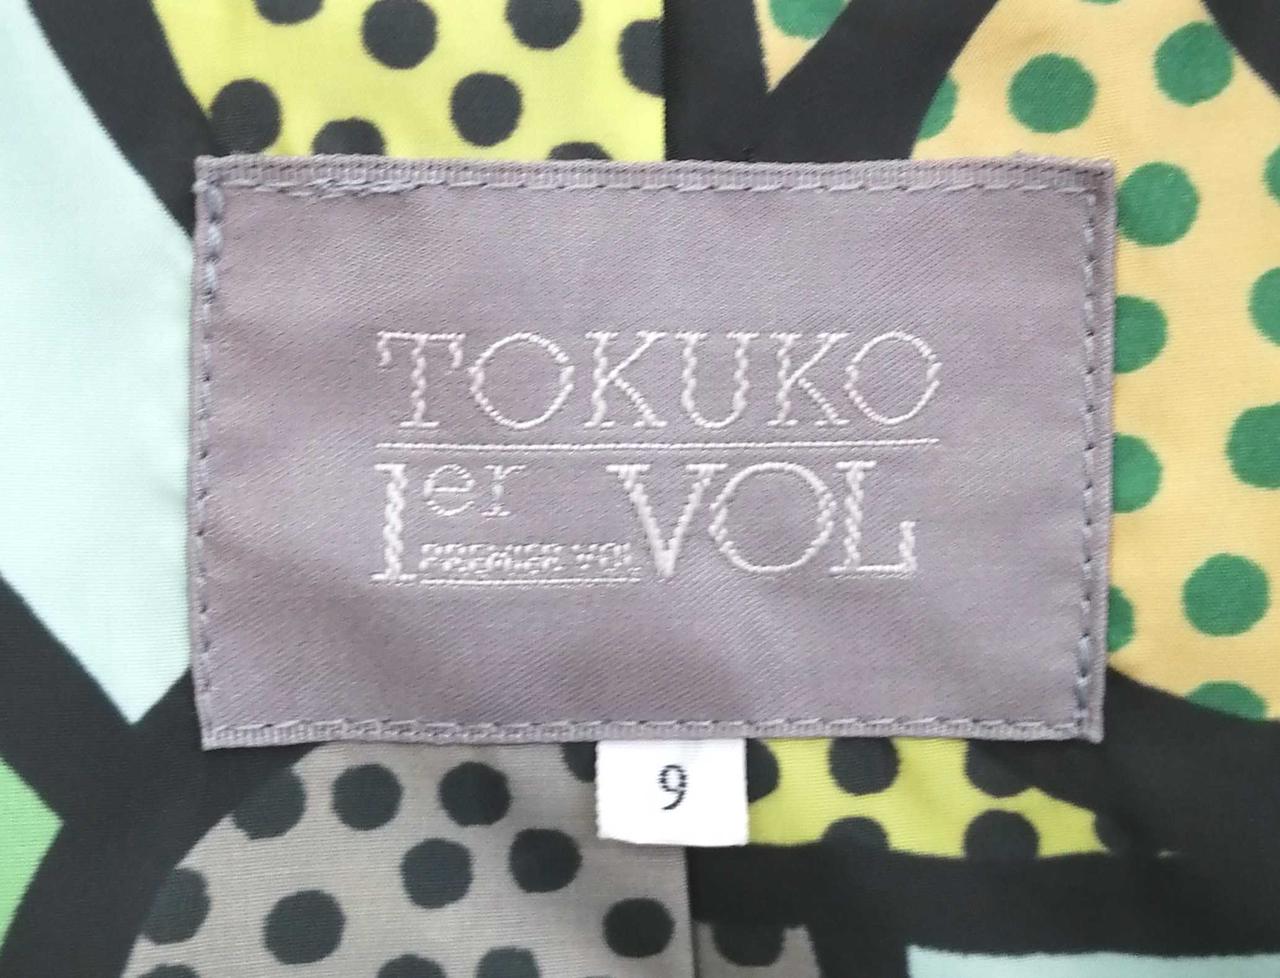 TOKUKO
1er VOL
PREMIER VOL
9